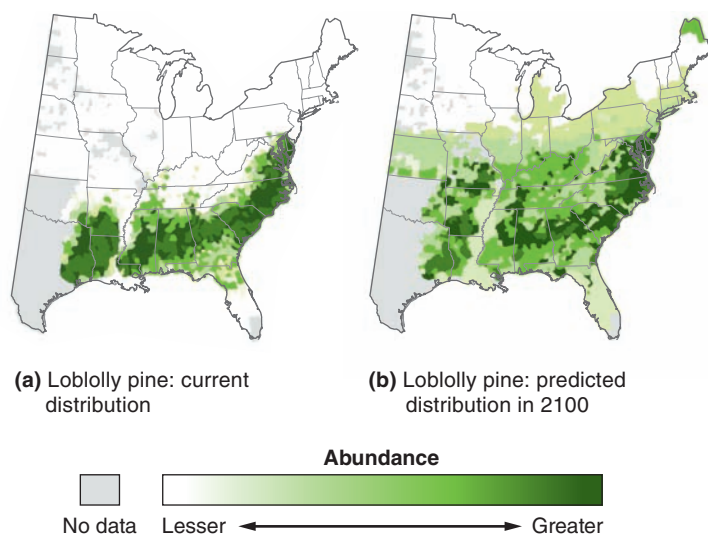 (a) Loblolly pine: current
distribution
(b) Loblolly pine: predicted
distribution in 2100
Abundance
No data
Lesser
Greater